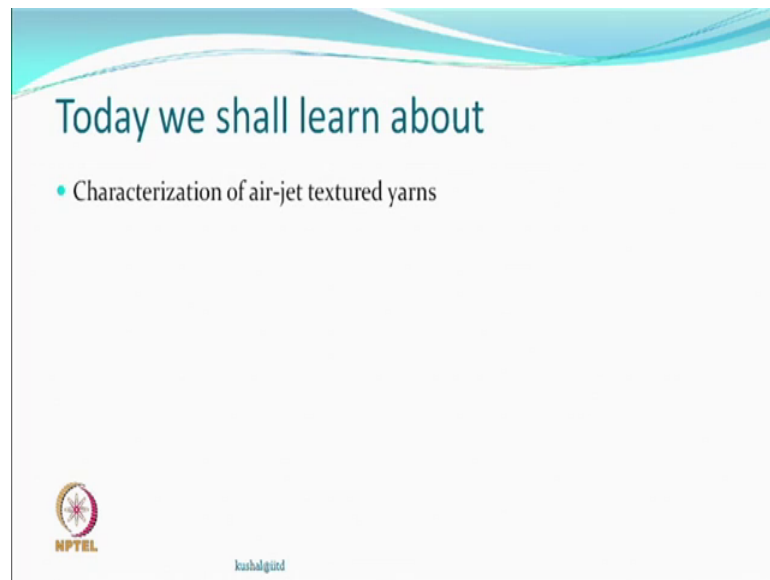 Today we shall learn about
• Characterization of air-jet textured yarns
NPTEL
kushal@iitd